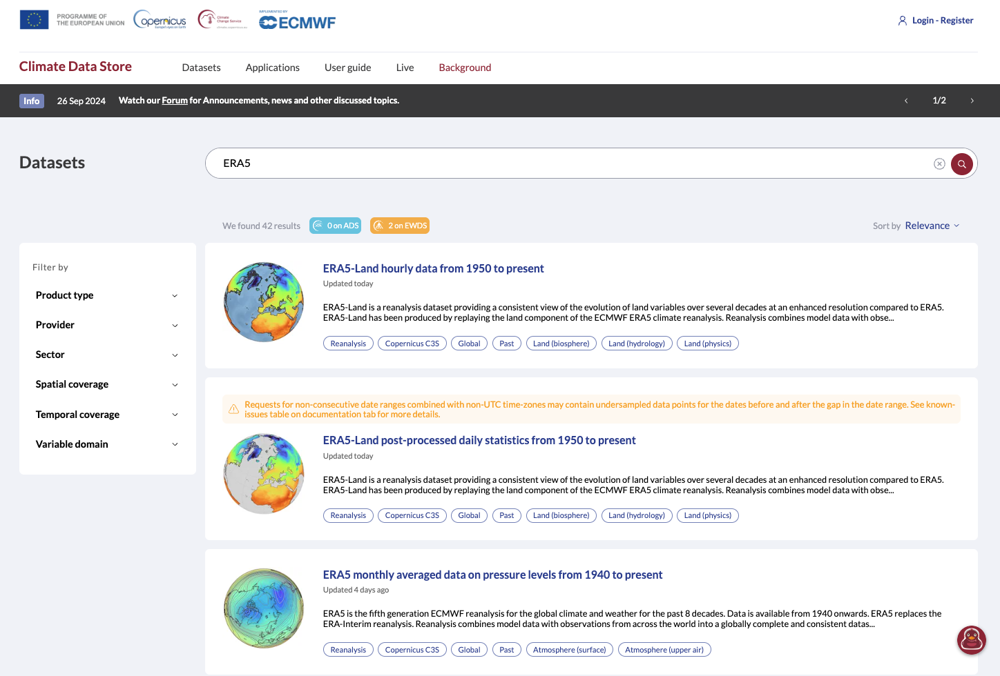 PROGRAMME OF
THE EUROPEAN UNION
Copernicus
Europe's eyes on Earth
Climate
Change Service
climate.copernicus.eu
IMPLEMENTED BY
ECMWF
Login - Register
Climate Data Store
Datasets
Applications
User guide
Live
Background
Info
26 Sep 2024
Watch our Forum for Announcements, news and other discussed topics.
1/2
Datasets
ERA5
We found 42 results
0 on ADS
2 on EWDS
Sort by Relevance
Filter by
Product type
Provider
Sector
Spatial coverage
Temporal coverage
Variable domain
ERA5-Land hourly data from 1950 to present
Updated today
ERA5-Land is a reanalysis dataset providing a consistent view of the evolution of land variables over several decades at an enhanced resolution compared to ERA5.
ERA5-Land has been produced by replaying the land component of the ECMWF ERA5 climate reanalysis. Reanalysis combines model data with obse...
Reanalysis
Copernicus C3S
Global
Past
Land (biosphere)
Land (hydrology)
Land (physics)
Requests for non-consecutive date ranges combined with non-UTC time-zones may contain undersampled data points for the dates before and after the gap in the date range. See known-
issues table on documentation tab for more details.
ERA5-Land post-processed daily statistics from 1950 to present
Updated today
ERA5-Land is a reanalysis dataset providing a consistent view of the evolution of land variables over several decades at an enhanced resolution compared to ERA5.
ERA5-Land has been produced by replaying the land component of the ECMWF ERA5 climate reanalysis. Reanalysis combines model data with obse...
Reanalysis
Copernicus C3S
Global
Past
Land (biosphere)
Land (hydrology)
Land (physics)
ERA5 monthly averaged data on pressure levels from 1940 to present
Updated 4 days ago
ERA5 is the fifth generation ECMWF reanalysis for the global climate and weather for the past 8 decades. Data is available from 1940 onwards. ERA5 replaces the
ERA-Interim reanalysis. Reanalysis combines model data with observations from across the world into a globally complete and consistent datas...
Reanalysis
Copernicus C3S
Global
Past
Atmosphere (surface)
Atmosphere (upper air)